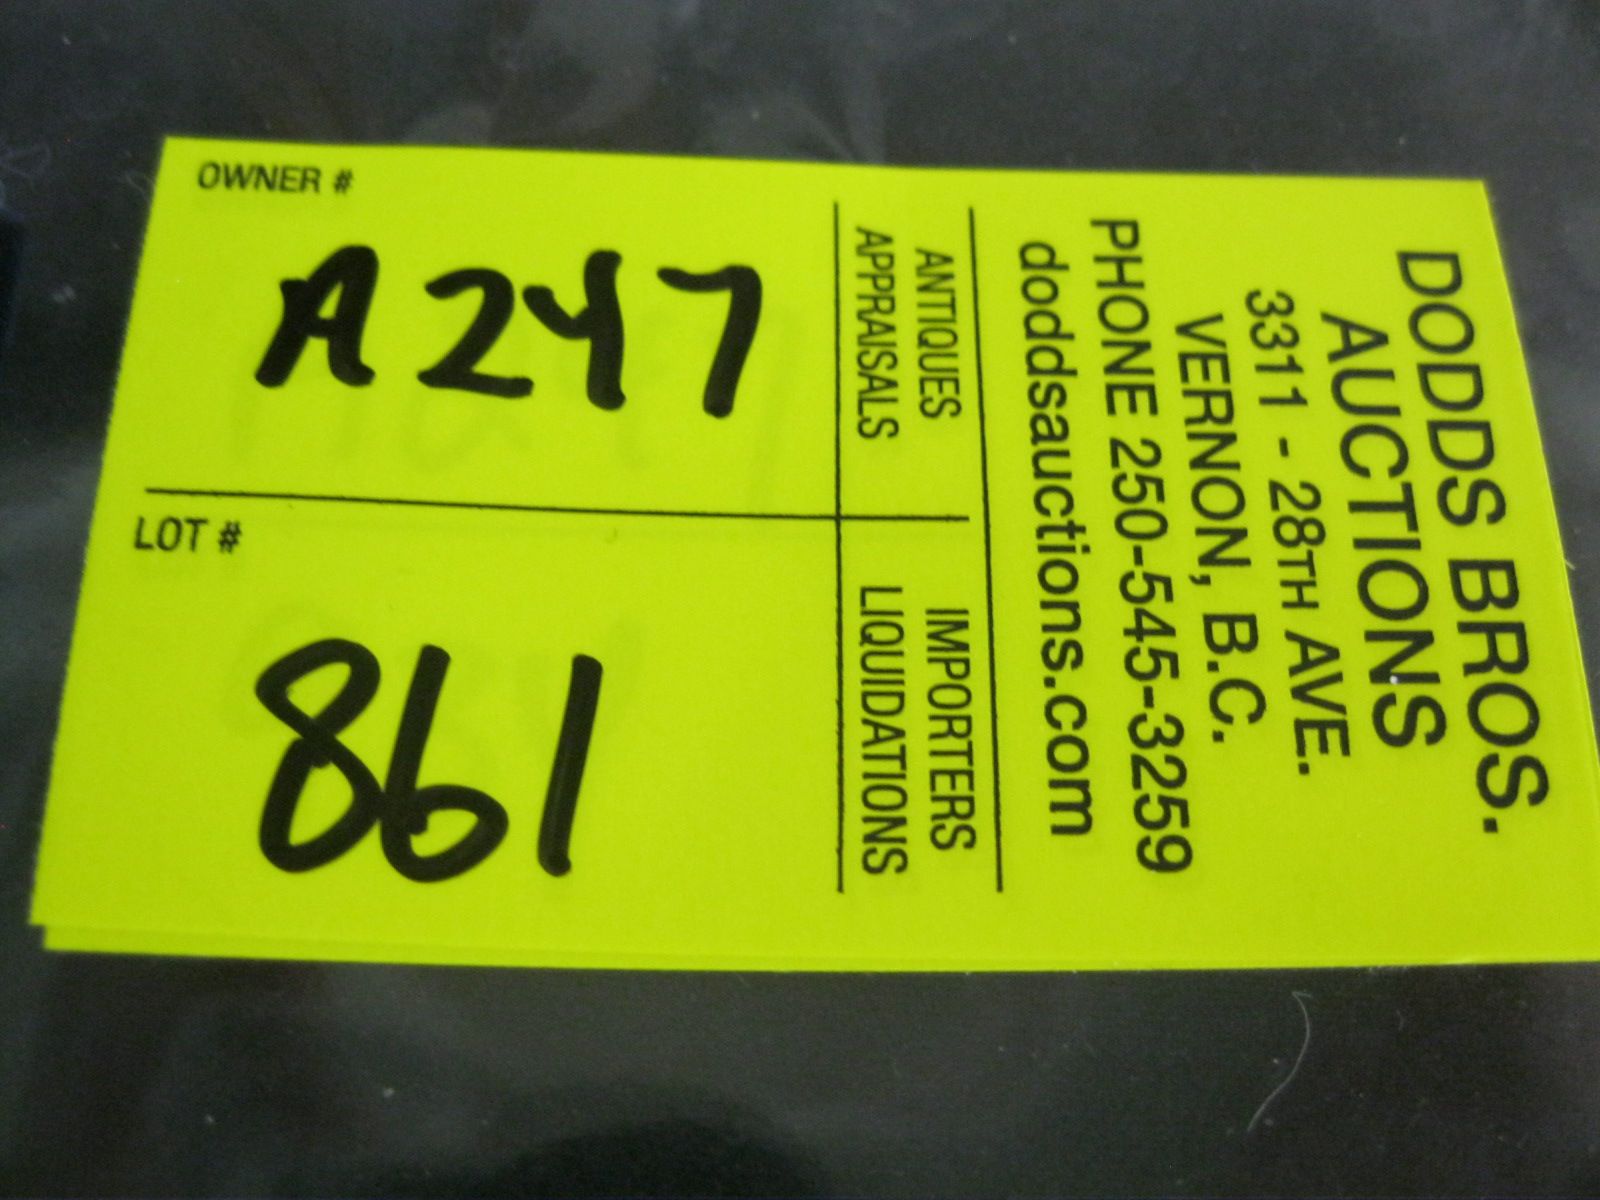 OWNER #
A247
LOT #
861
ANTIQUES
APPRAISALS
IMPORTERS
LIQUIDATIONS
DODDS BROS.
AUCTIONS
3311 - 28TH AVE.
VERNON, B.C.
PHONE 250-545-3259
doddsauctions.com